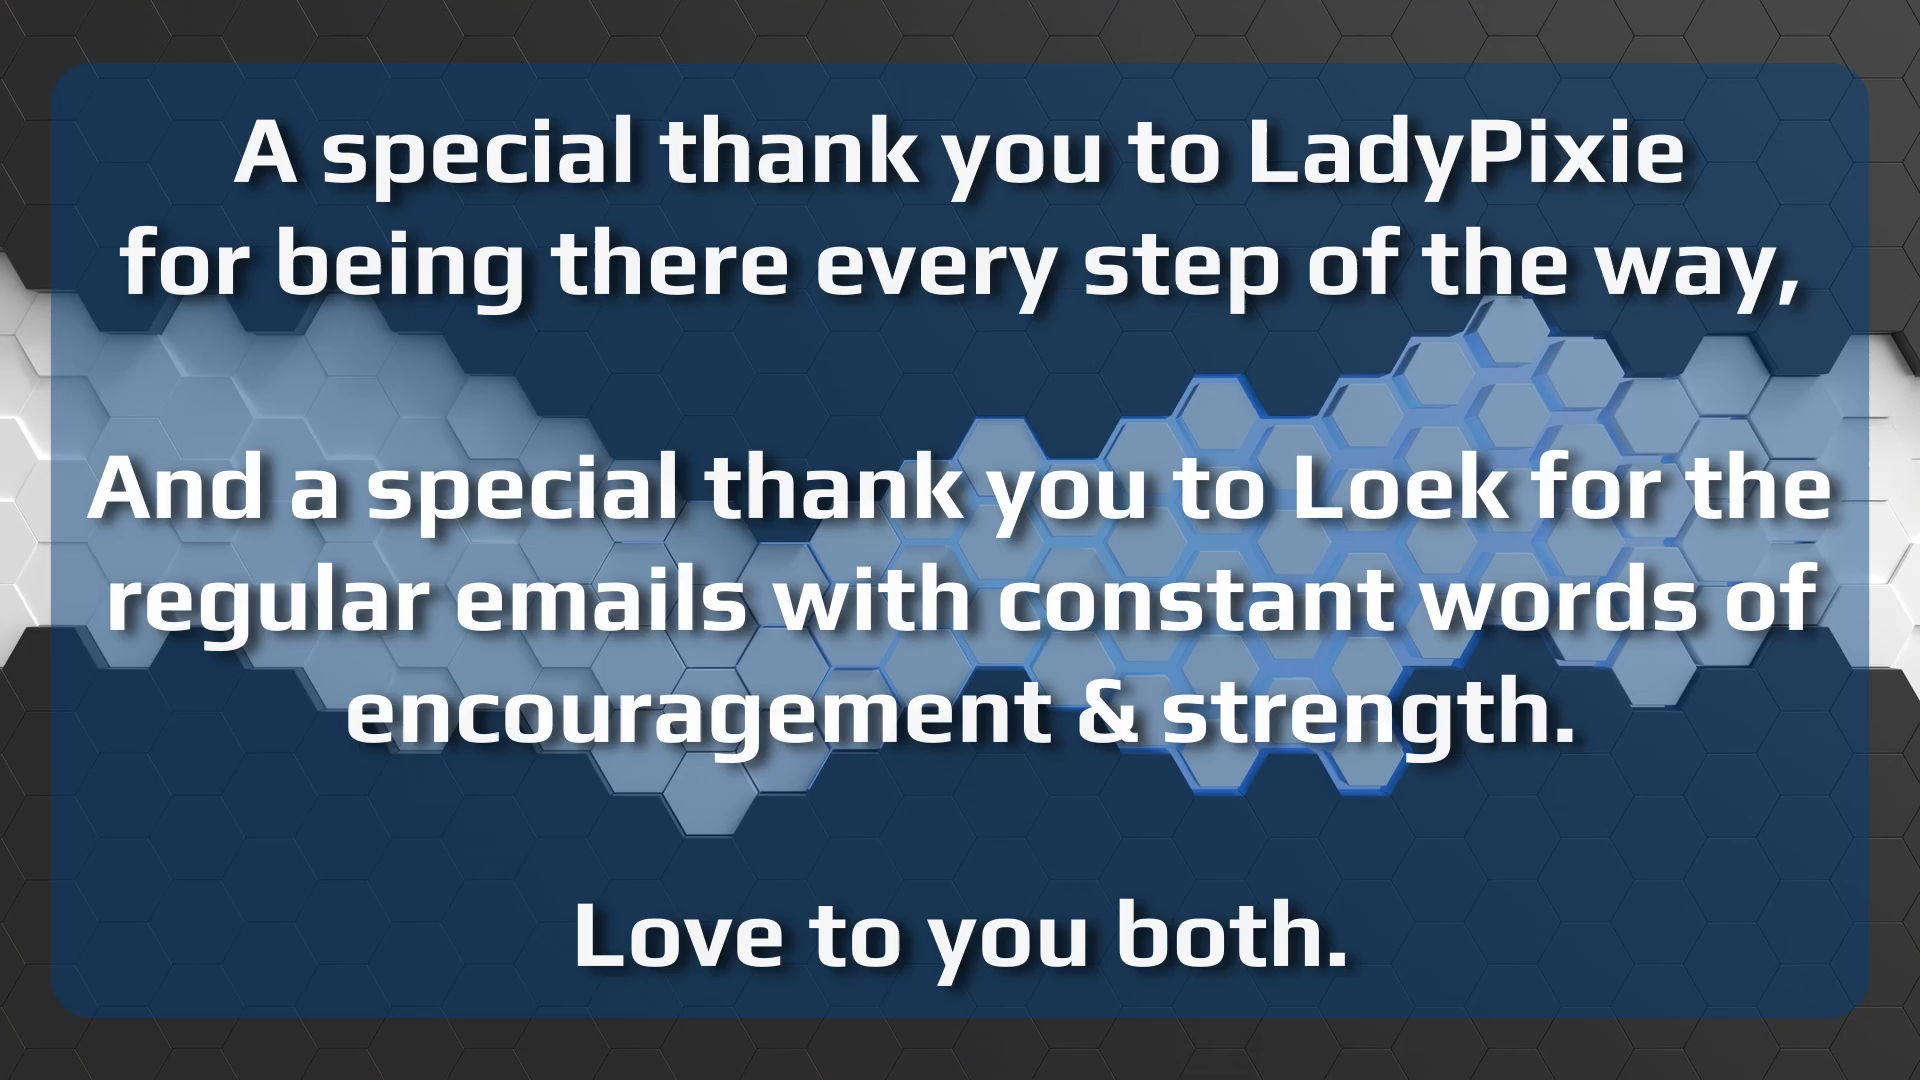 A special thank you to LadyPixie
for being there every step of the way,
And a special thank you to Loek for the
regular emails with constant words of
encouragement & strength.
Love to you both.